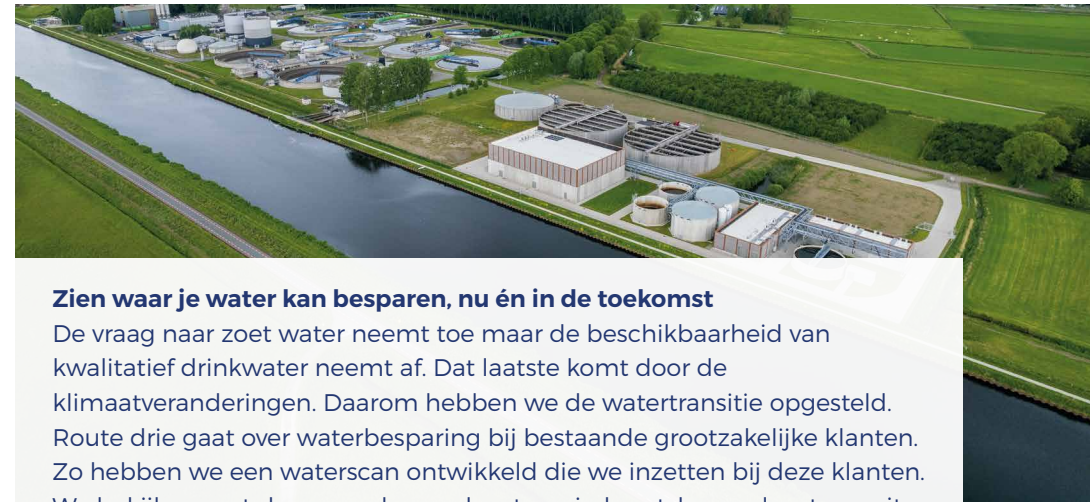 Zien waar je water kan besparen, nu én in de toekomst
De vraag naar zoet water neemt toe maar de beschikbaarheid van
kwalitatief drinkwater neemt af. Dat laatste komt door de
klimaatveranderingen. Daarom hebben we de watertransitie opgesteld.
Route drie gaat over waterbesparing bij bestaande grootzakelijke klanten.
Zo hebben we een waterscan ontwikkeld die we inzetten bij deze klanten.